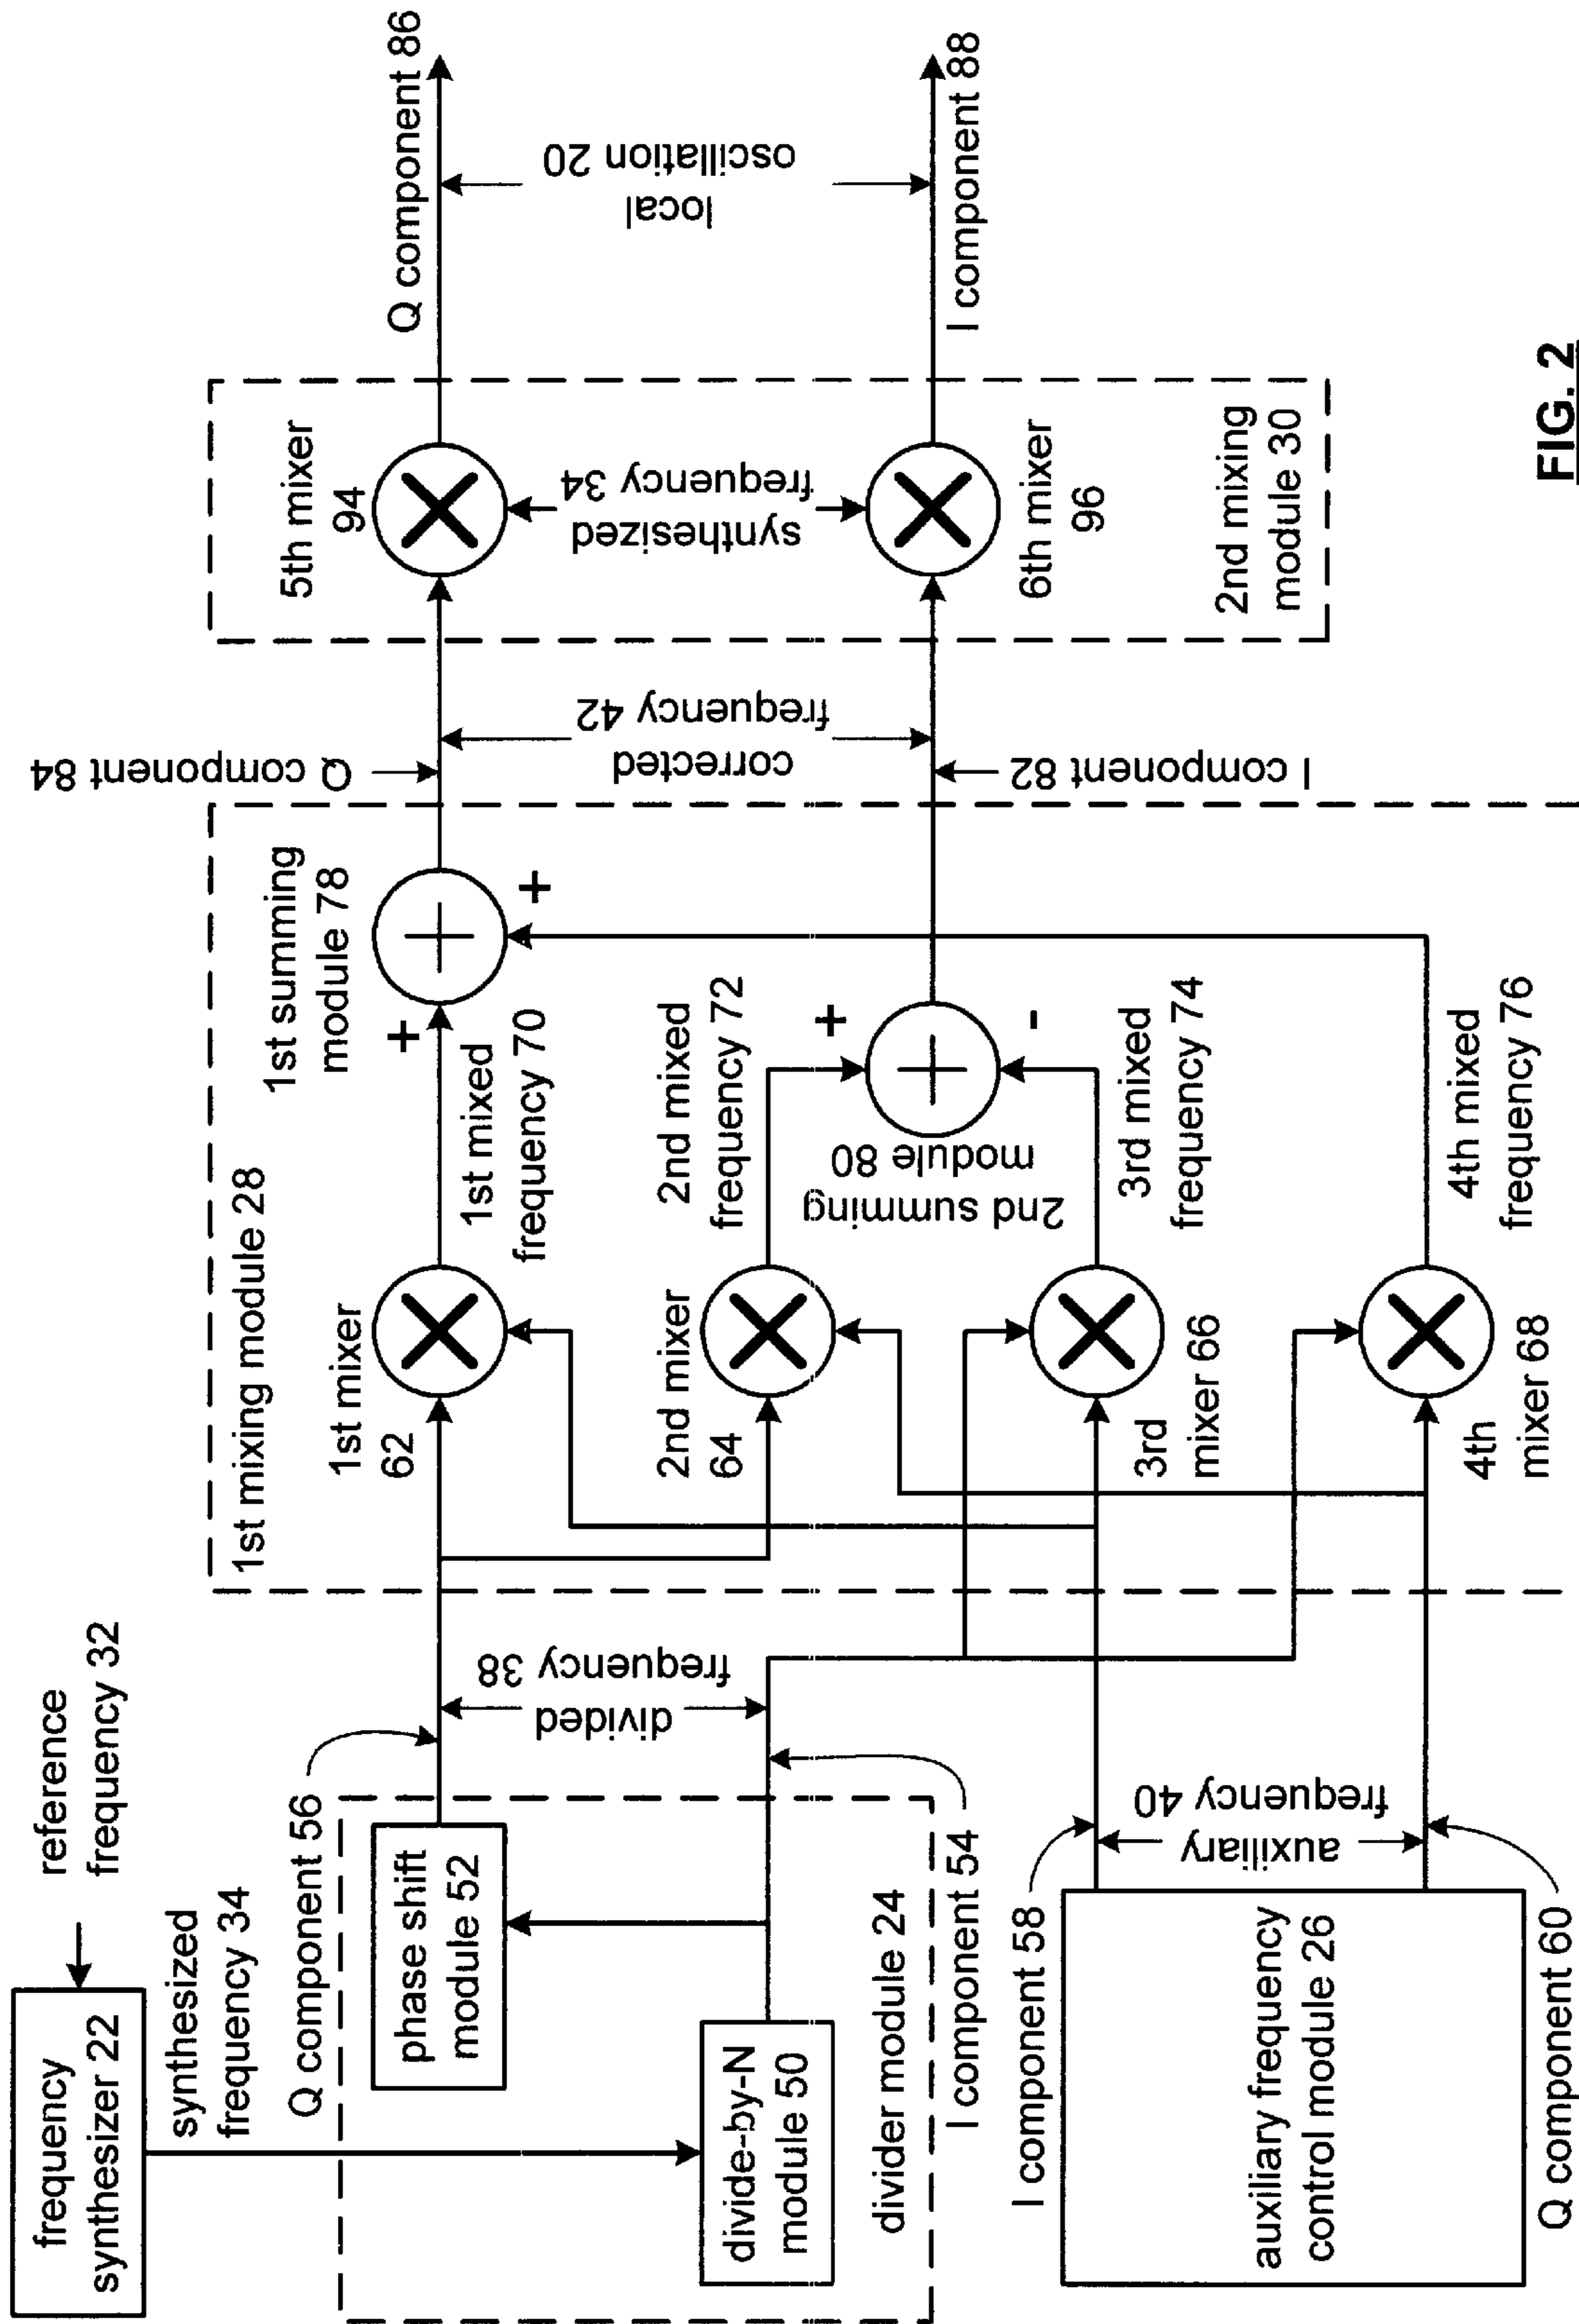 frequency
synthesizer 22
reference
frequency 32
synthesized
frequency 34
Q component 56
phase shift
module 52
divide-by-N
module 50
divider module 24
I component 54
divided
frequency 38
I component 58
auxiliary frequency
control module 26
auxiliary
frequency 40
Q component 60
1st mixing module 28
1st mixer
62
2nd mixer
64
3rd
mixer 66
4th
mixer 68
1st mixed
frequency 70
2nd mixed
frequency 72
3rd mixed
frequency 74
4th mixed
frequency 76
1st summing
module 78
+
+
2nd summing
module 80
+
-
Q component 84
corrected
frequency 42
I component 82
5th mixer
94
synthesized
frequency 34
6th mixer
96
2nd mixing
module 30
Q component 86
local
oscillation 20
I component 88
FIG. 2